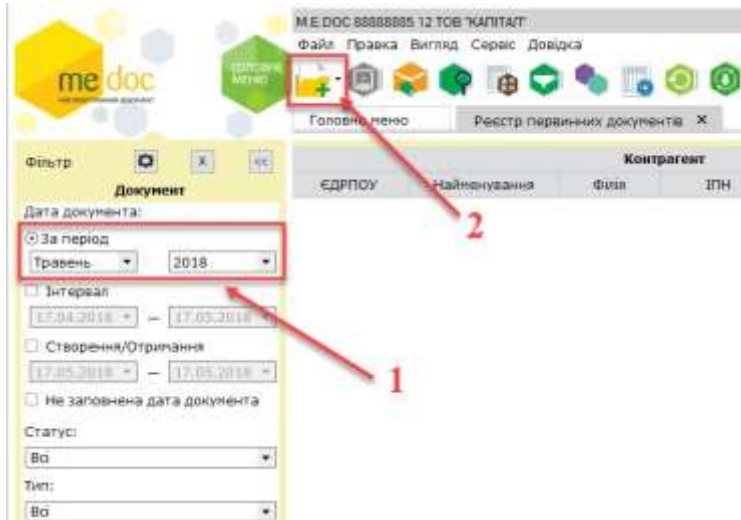 M.E.DOC 88888885 12 ТОВ "КАПІТАЛ"
Файл Правка Вигляд Сервіс Довідка
me doc
ГОЛОВНЕ
МЕНЮ
Головне меню
Реєстр первинних документів ×
2
Фільтр X <<
Документ
Контрагент
ЄДРПОУ Найменування Філія ІПН
Дата документа:
За період
Травень 2018
Інтервал
17.04.2018 — 17.05.2018
Створення/Отримання
17.05.2018 — 17.05.2018
1
Не заповнена дата документа
Статус:
Всі
Тип:
Всі